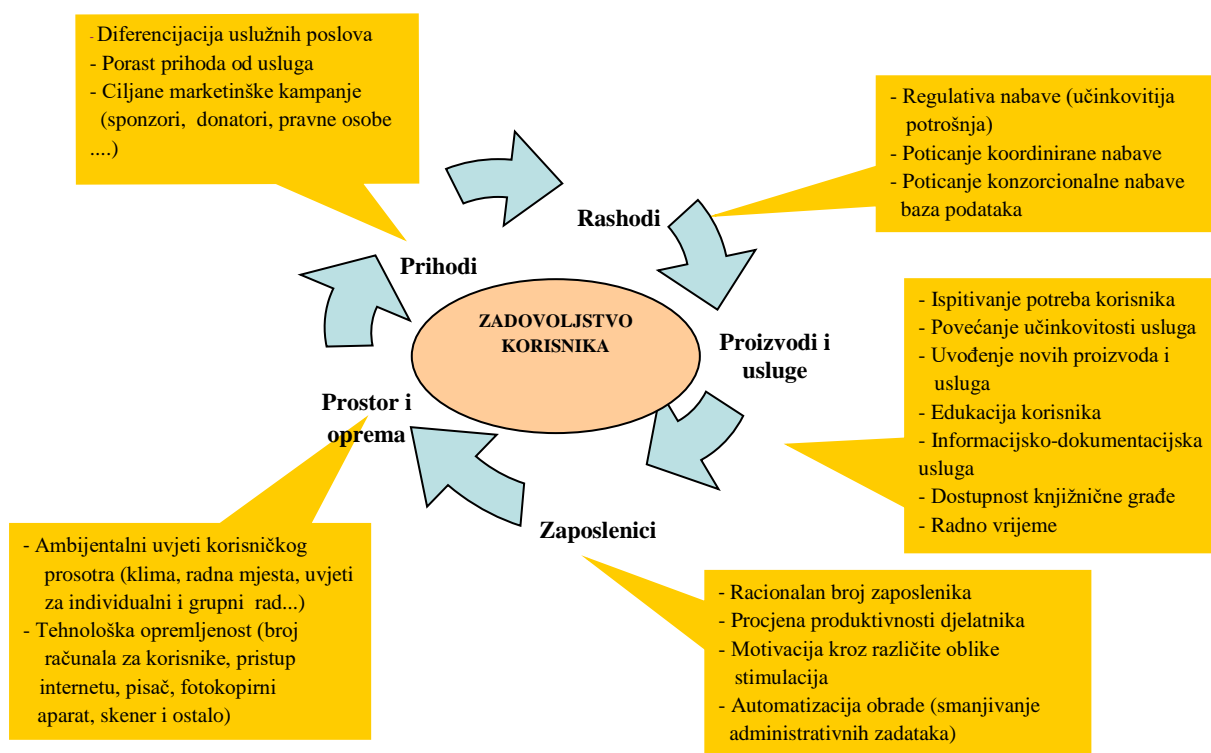 - Diferencijacija uslužnih poslova
- Porast prihoda od usluga
- Ciljane marketinške kampanje
(sponzori, donatori, pravne osobe
....)
- Regulativa nabave (učinkovitija
potrošnja)
- Poticanje koordinirane nabave
- Poticanje konzorcionalne nabave
baza podataka
Rashodi
Prihodi
ZADOVOLJSTVO
KORISNIKA
Proizvodi i
usluge
- Ispitivanje potreba korisnika
- Povećanje učinkovitosti usluga
- Uvođenje novih proizvoda i
usluga
- Edukacija korisnika
- Informacijsko-dokumentacijska
usluga
- Dostupnost knjižnične građe
- Radno vrijeme
Prostor i
oprema
Zaposlenici
- Ambijentalni uvjeti korisničkog
prosotra (klima, radna mjesta, uvjeti
za individualni i grupni rad...)
- Tehnološka opremljenost (broj
računala za korisnike, pristup
internetu, pisač, fotokopirni
aparat, skener i ostalo)
- Racionalan broj zaposlenika
- Procjena produktivnosti djelatnika
- Motivacija kroz različite oblike
stimulacija
- Automatizacija obrade (smanjivanje
administrativnih zadataka)